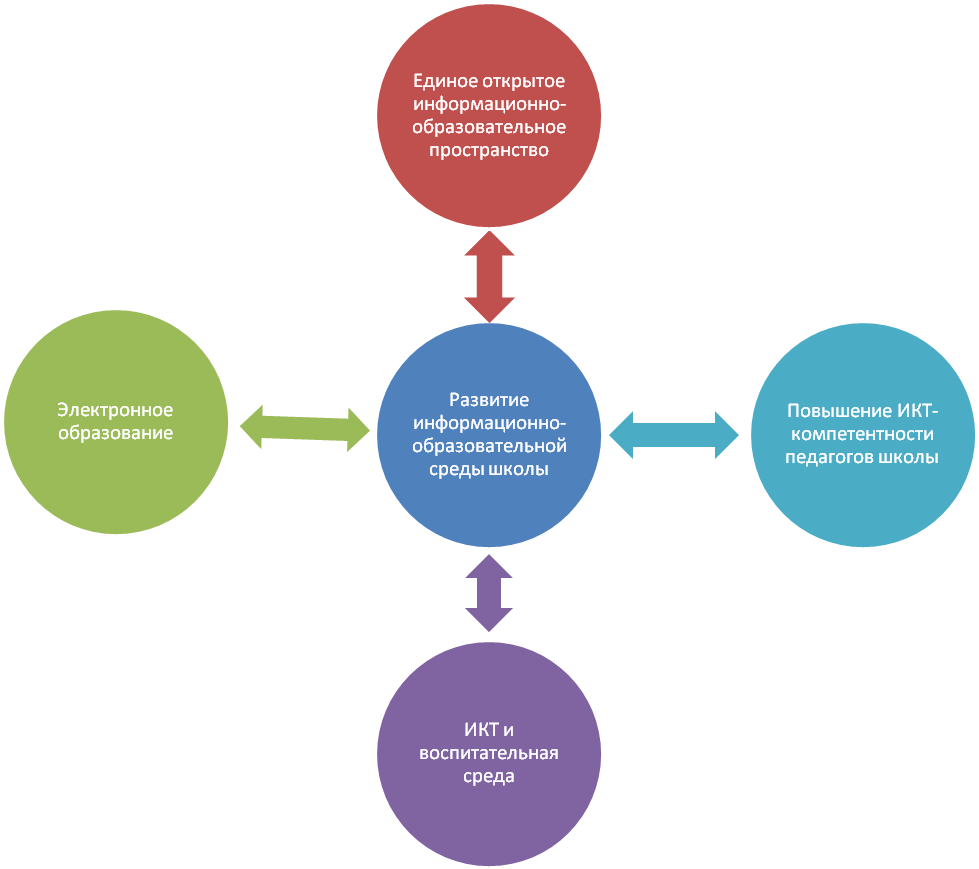 Единое открытое
информационно-
образовательное
пространство
Электронное
образование
Развитие
информационно-
образовательной
среды школы
Повышение ИКТ-
компетентности
педагогов школы
ИКТ и
воспитательная
среда